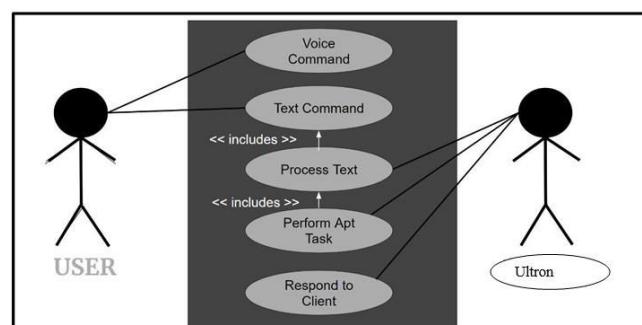 Voice
Command
Text Command
<< includes >>
Process Text
<< includes >>
Perform Apt
Task
Respond to
Client
USER
Ultron